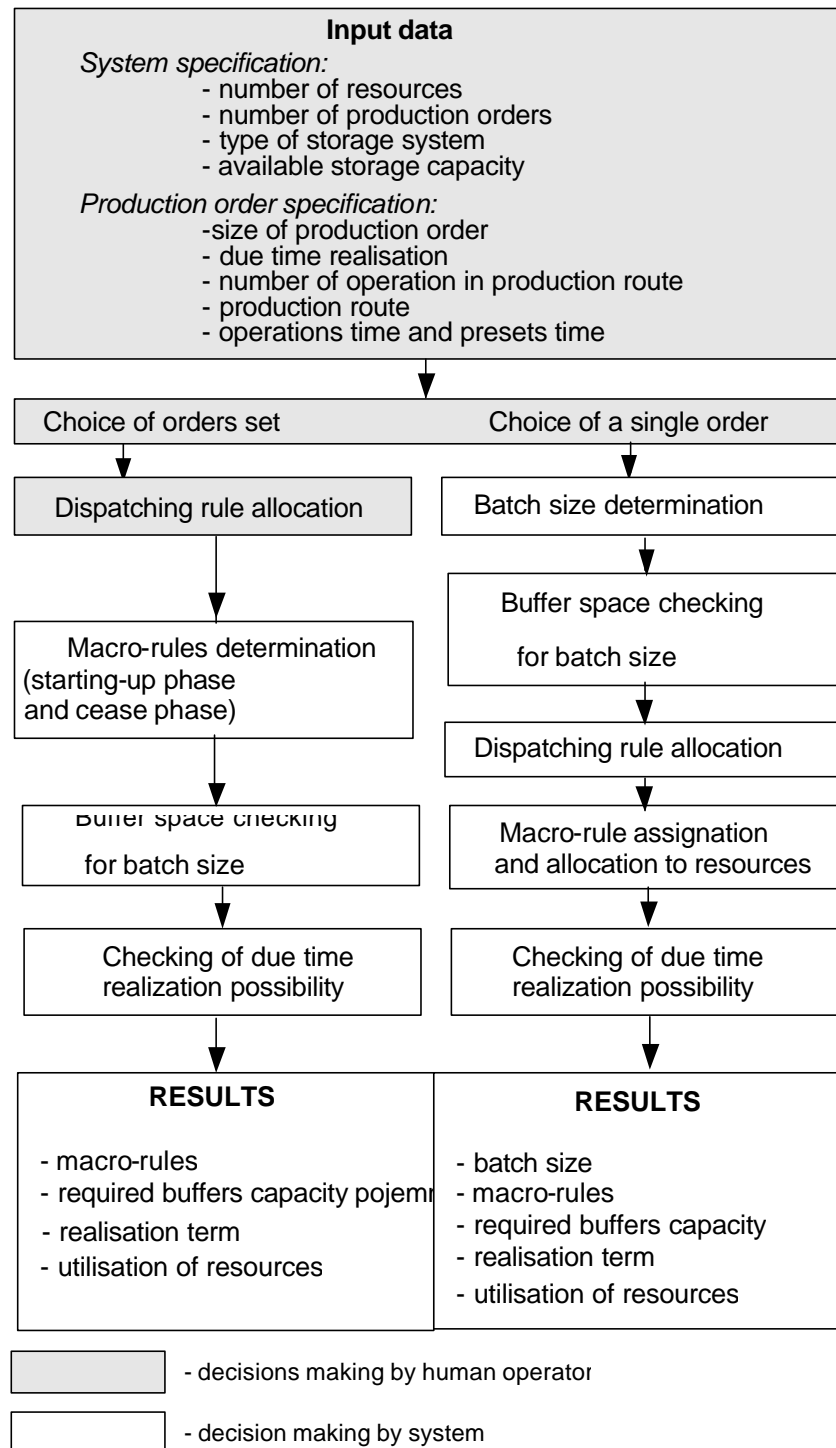 Input data
System specification:
- number of resources
- number of production orders
- type of storage system
- available storage capacity
Production order specification:
-size of production order
- due time realisation
- number of operation in production route
- production route
- operations time and presets time
Choice of orders set
Choice of a single order
Dispatching rule allocation
Macro-rules determination
(starting-up phase
and cease phase)
Buffer space checking
for batch size
Checking of due time
realization possibility
RESULTS
- macro-rules
- required buffers capacity
- realisation term
- utilisation of resources
Batch size determination
Buffer space checking
for batch size
Dispatching rule allocation
Macro-rule assignation
and allocation to resources
Checking of due time
realization possibility
RESULTS
- batch size
- macro-rules
- required buffers capacity
- realisation term
- utilisation of resources
- decisions making by human operator
- decision making by system